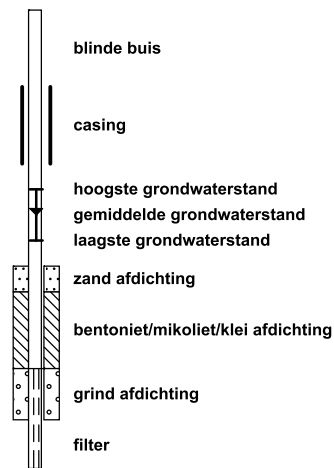 blinde buis
casing
hoogste grondwaterstand
gemiddelde grondwaterstand
laagste grondwaterstand
zand afdichting
bentoniet/mikoliet/klei afdichting
grind afdichting
filter